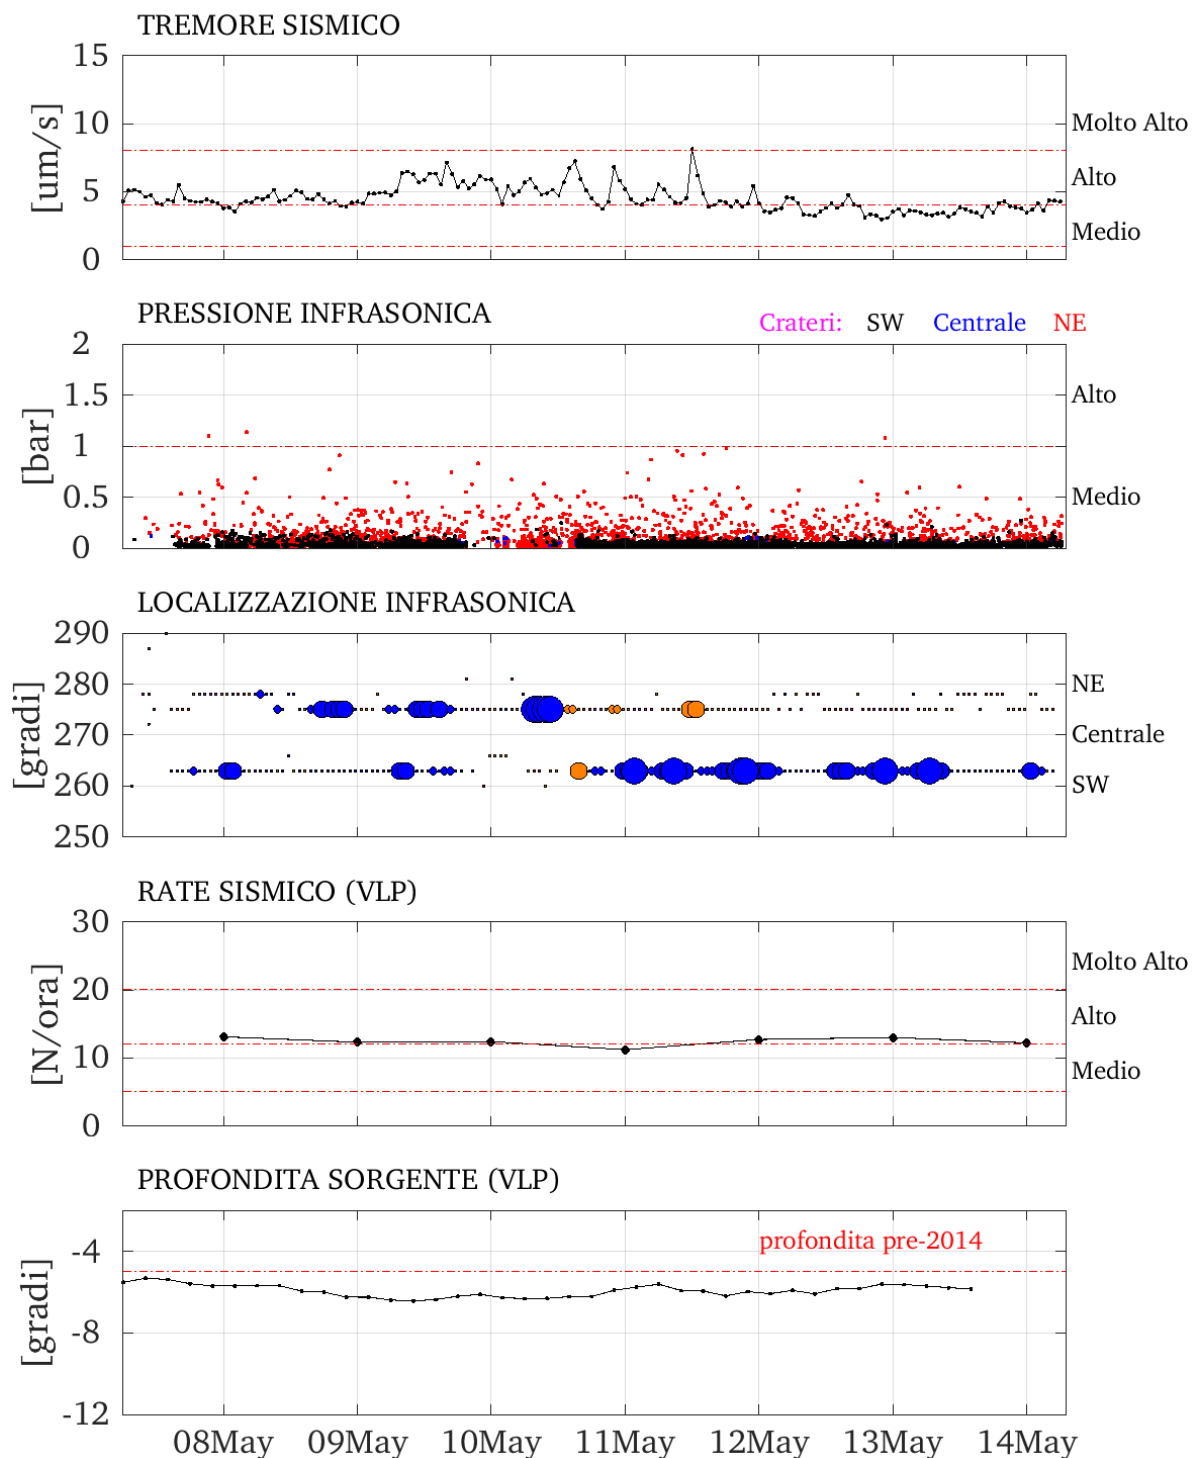 TREMORE SISMICO
15
10
5
0
[um/s]
Molto Alto
Alto
Medio
PRESSIONE INFRASONICA
Crateri: SW Centrale NE
2
1.5
1
0.5
0
[bar]
Alto
Medio
LOCALIZZAZIONE INFRASONICA
290
280
270
260
250
[gradi]
NE
Centrale
SW
RATE SISMICO (VLP)
30
20
10
0
[N/ora]
Molto Alto
Alto
Medio
PROFONDITA SORGENTE (VLP)
profondita pre-2014
-4
-8
-12
[gradi]
08May 09May 10May 11May 12May 13May 14May